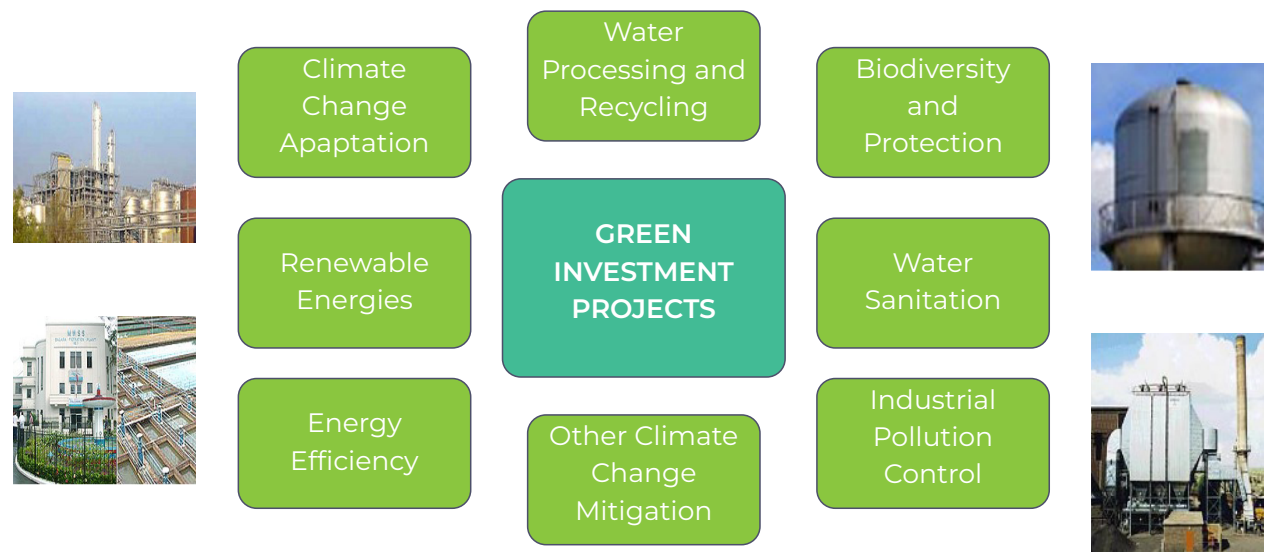 Climate
Change
Apaptation
Water
Processing and
Recycling
Biodiversity
and
Protection
Renewable
Energies
GREEN
INVESTMENT
PROJECTS
Water
Sanitation
Energy
Efficiency
Other Climate
Change
Mitigation
Industrial
Pollution
Control
MWSS